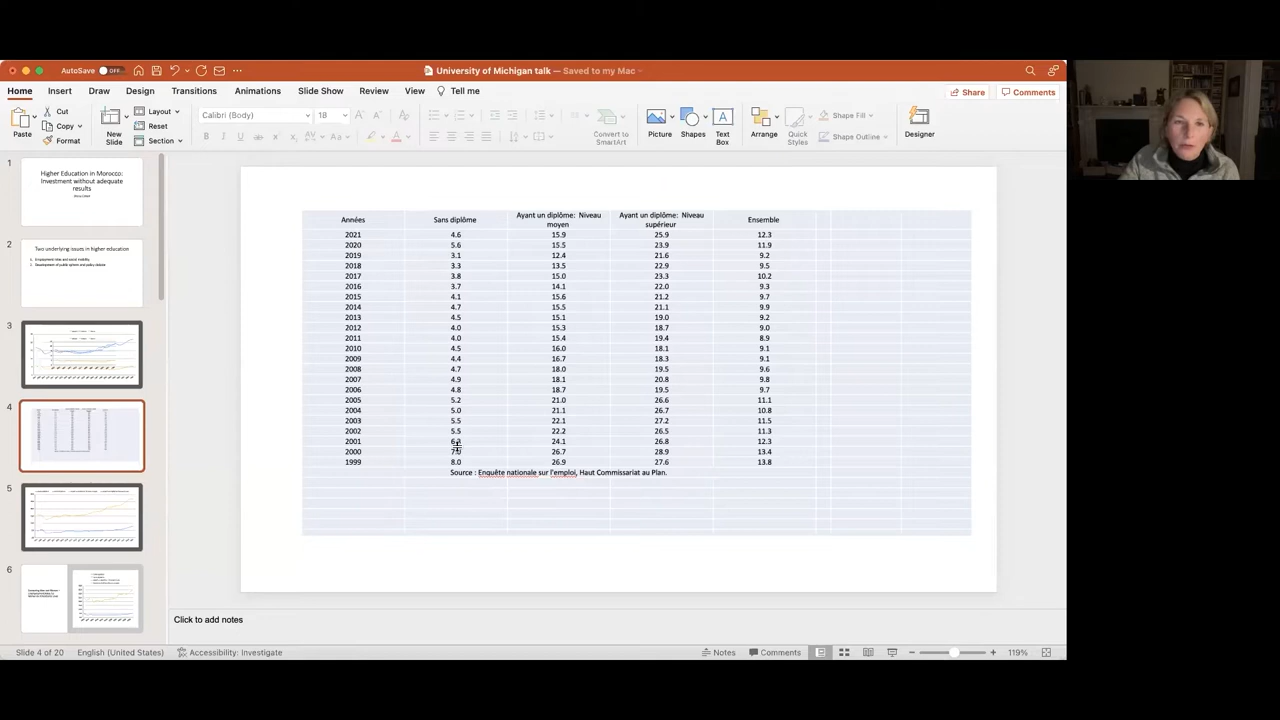 AutoSave OFF University of Michigan talk — Saved to my Mac
Home Insert Draw Design Transitions Animations Slide Show Review View Tell me Share Comments
Paste Cut Copy Format New Slide Layout Reset Section Calibri (Body) 18 Convert to SmartArt Picture Shapes Text Box Arrange Quick Styles Shape Fill Shape Outline Designer
1
Higher Education in Morocco:
Investment without adequate
results
2
Two underlying issues in higher education
3
4
5
6
Années Sans diplôme Ayant un diplôme: Niveau moyen Ayant un diplôme: Niveau supérieur Ensemble
2021 4.6 15.9 25.9 12.3
2020 5.6 15.5 23.9 11.9
2019 3.1 12.4 21.6 9.2
2018 3.3 13.5 22.9 9.5
2017 3.8 15.0 23.3 10.2
2016 3.7 14.1 22.0 9.3
2015 4.1 15.6 21.2 9.7
2014 4.7 15.5 21.1 9.9
2013 4.5 15.1 19.0 9.2
2012 4.0 15.3 18.7 9.0
2011 4.0 15.4 19.4 8.9
2010 4.5 16.0 18.1 9.1
2009 4.4 16.7 18.3 9.1
2008 4.7 18.0 19.5 9.6
2007 4.9 18.1 20.8 9.8
2006 4.8 18.7 19.5 9.7
2005 5.2 21.0 26.6 11.1
2004 5.0 21.1 26.7 10.8
2003 5.5 22.1 27.2 11.5
2002 5.5 22.2 26.5 11.3
2001 24.1 26.8 12.3
2000 26.7 28.9 13.4
1999 8.0 26.9 27.6 13.8
Source : Enquête nationale sur l'emploi, Haut Commissariat au Plan.
Click to add notes
Slide 4 of 20 English (United States) Accessibility: Investigate Notes Comments 119%